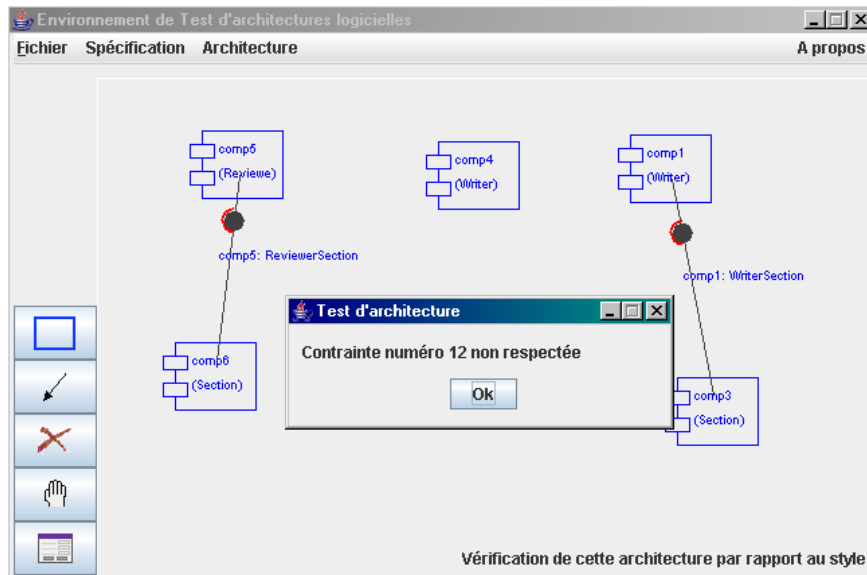 Environnement de Test d'architectures logicielles
Fichier Spécification Architecture A propos
comp5
(Reviewe)
comp4
(Writer)
comp1
(Writer)
comp5: ReviewerSection
comp1: WriterSection
Test d'architecture
Contrainte numéro 12 non respectée
Ok
comp6
(Section)
comp3
(Section)
Vérification de cette architecture par rapport au style